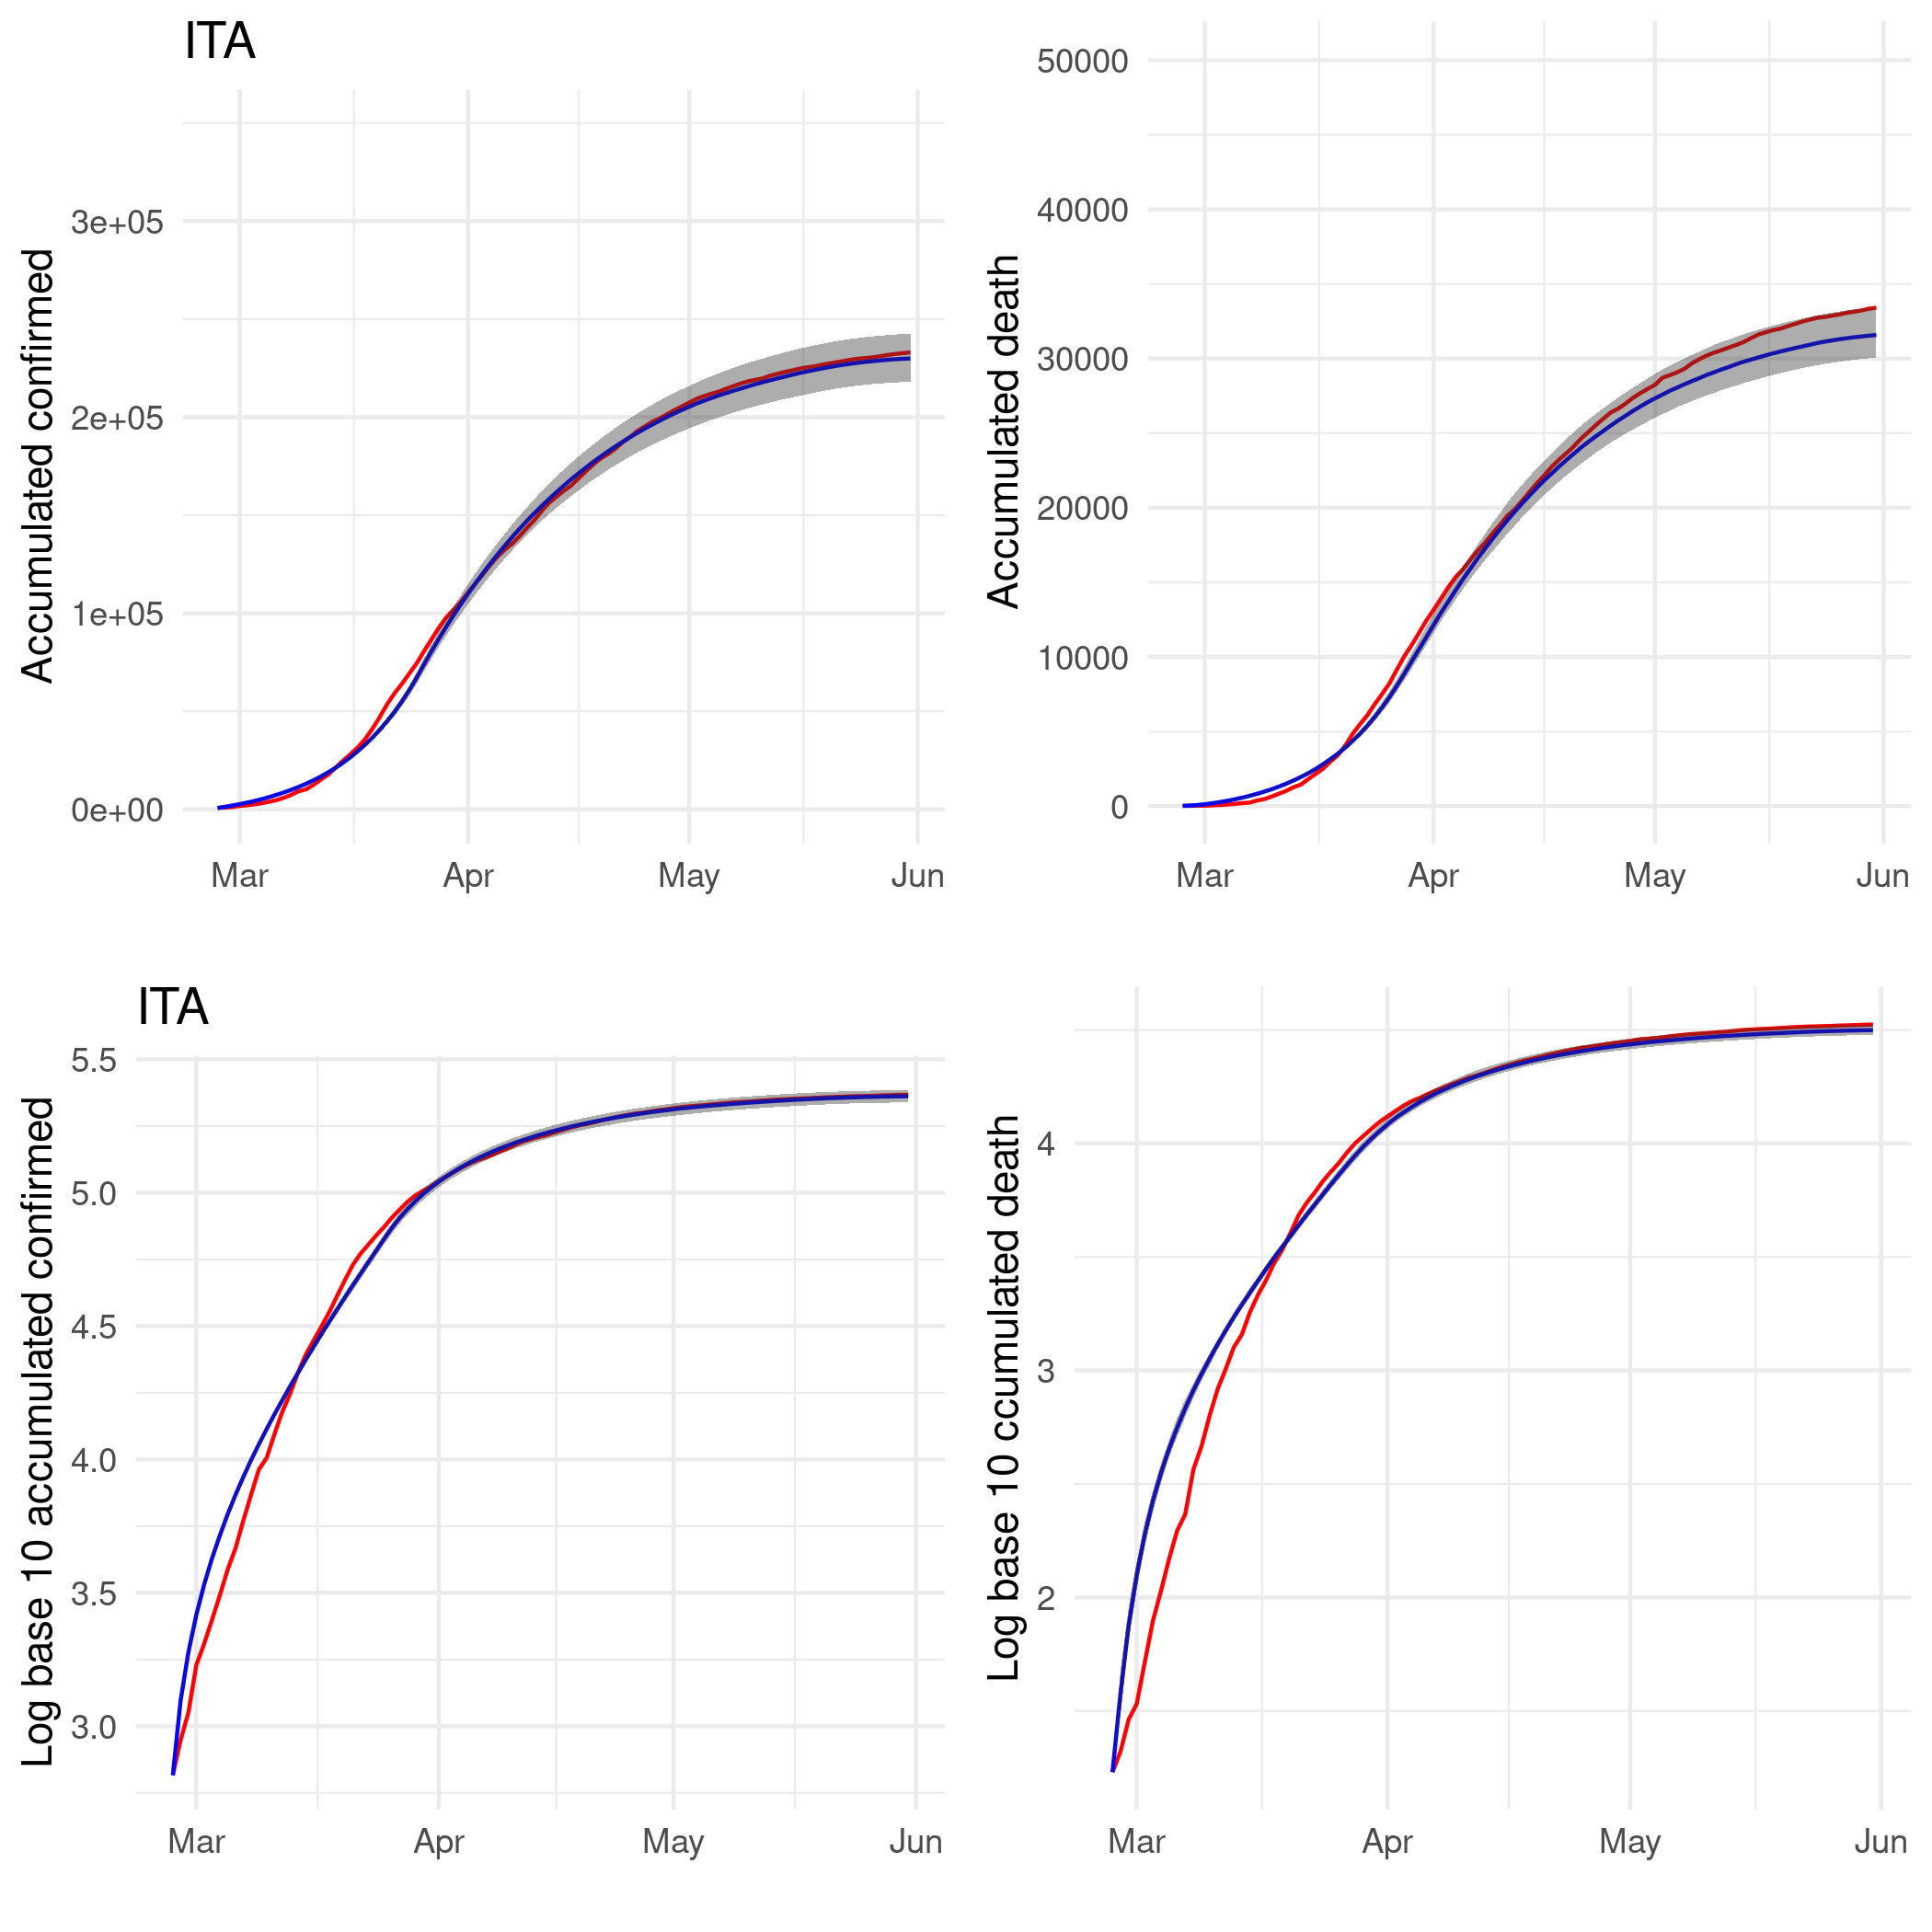 ITA
Accumulated confirmed
3e+05
2e+05
1e+05
0e+00
Mar Apr May Jun
Accumulated death
50000
40000
30000
20000
10000
0
Mar Apr May Jun
ITA
Log base 10 accumulated confirmed
5.5
5.0
4.5
4.0
3.5
3.0
Mar Apr May Jun
Log base 10 ccumulated death
4
3
2
Mar Apr May Jun